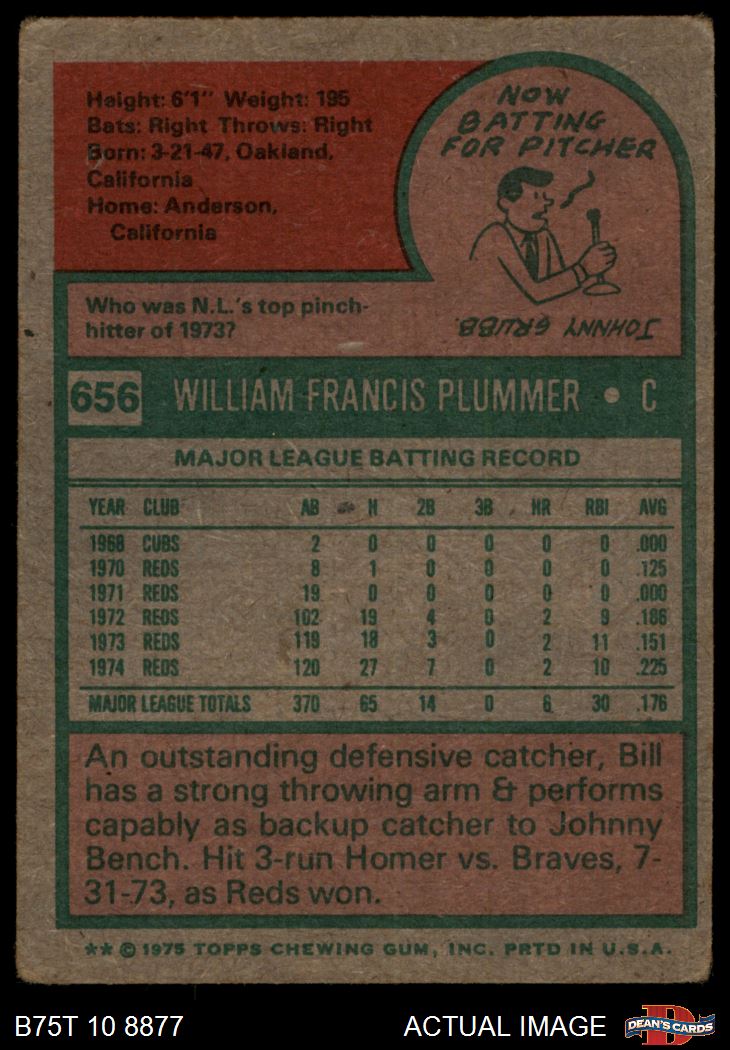 Height: 6'1" Weight: 195
Bats: Right Throws: Right
Born: 3-21-47, Oakland,
California
Home: Anderson,
California
NOW
BATTING
FOR PITCHER
Who was N.L.'s top pinch-
hitter of 1973?
JOHNNY GRUBB.
656 WILLIAM FRANCIS PLUMMER • C
MAJOR LEAGUE BATTING RECORD
YEAR CLUB AB H 2B 3B HR RBI AVG
1968 CUBS 2 0 0 0 0 0 .000
1970 REDS 8 1 0 0 0 0 .125
1971 REDS 19 0 0 0 0 0 .000
1972 REDS 102 19 4 0 2 9 .186
1973 REDS 119 18 3 0 2 11 .151
1974 REDS 120 27 7 0 2 10 .225
MAJOR LEAGUE TOTALS 370 65 14 0 6 30 .176
An outstanding defensive catcher, Bill
has a strong throwing arm & performs
capably as backup catcher to Johnny
Bench. Hit 3-run Homer vs. Braves, 7-
31-73, as Reds won.
** © 1975 TOPPS CHEWING GUM, INC. PRTD IN U.S.A.
B75T 10 8877 ACTUAL IMAGE D DEAN'S CARDS